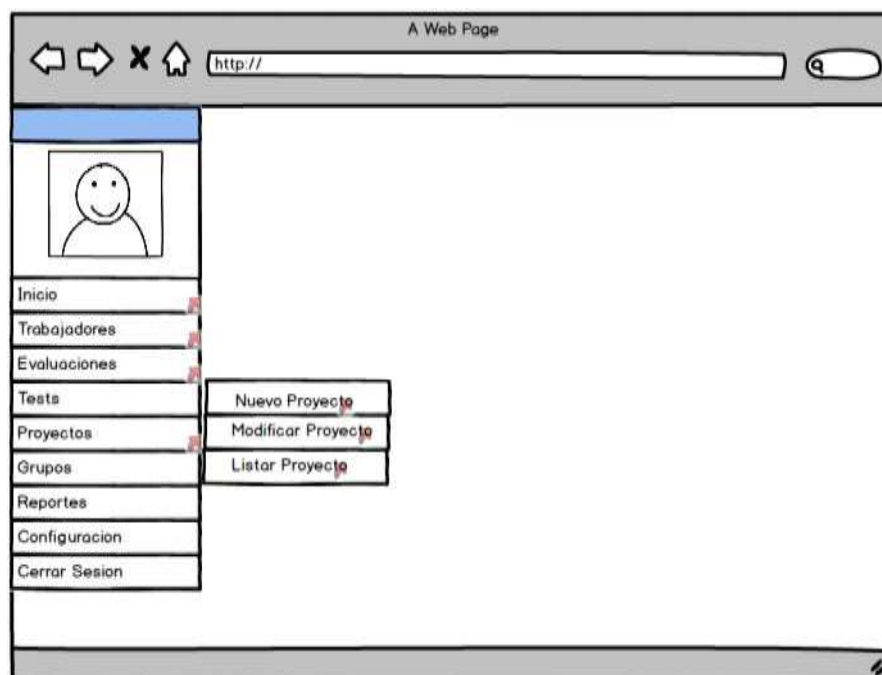 A Web Page
http://
Inicio
Trabajadores
Evaluaciones
Tests
Proyectos
Grupos
Reportes
Configuracion
Cerrar Sesion
Nuevo Proyecto
Modificar Proyecto
Listar Proyecto